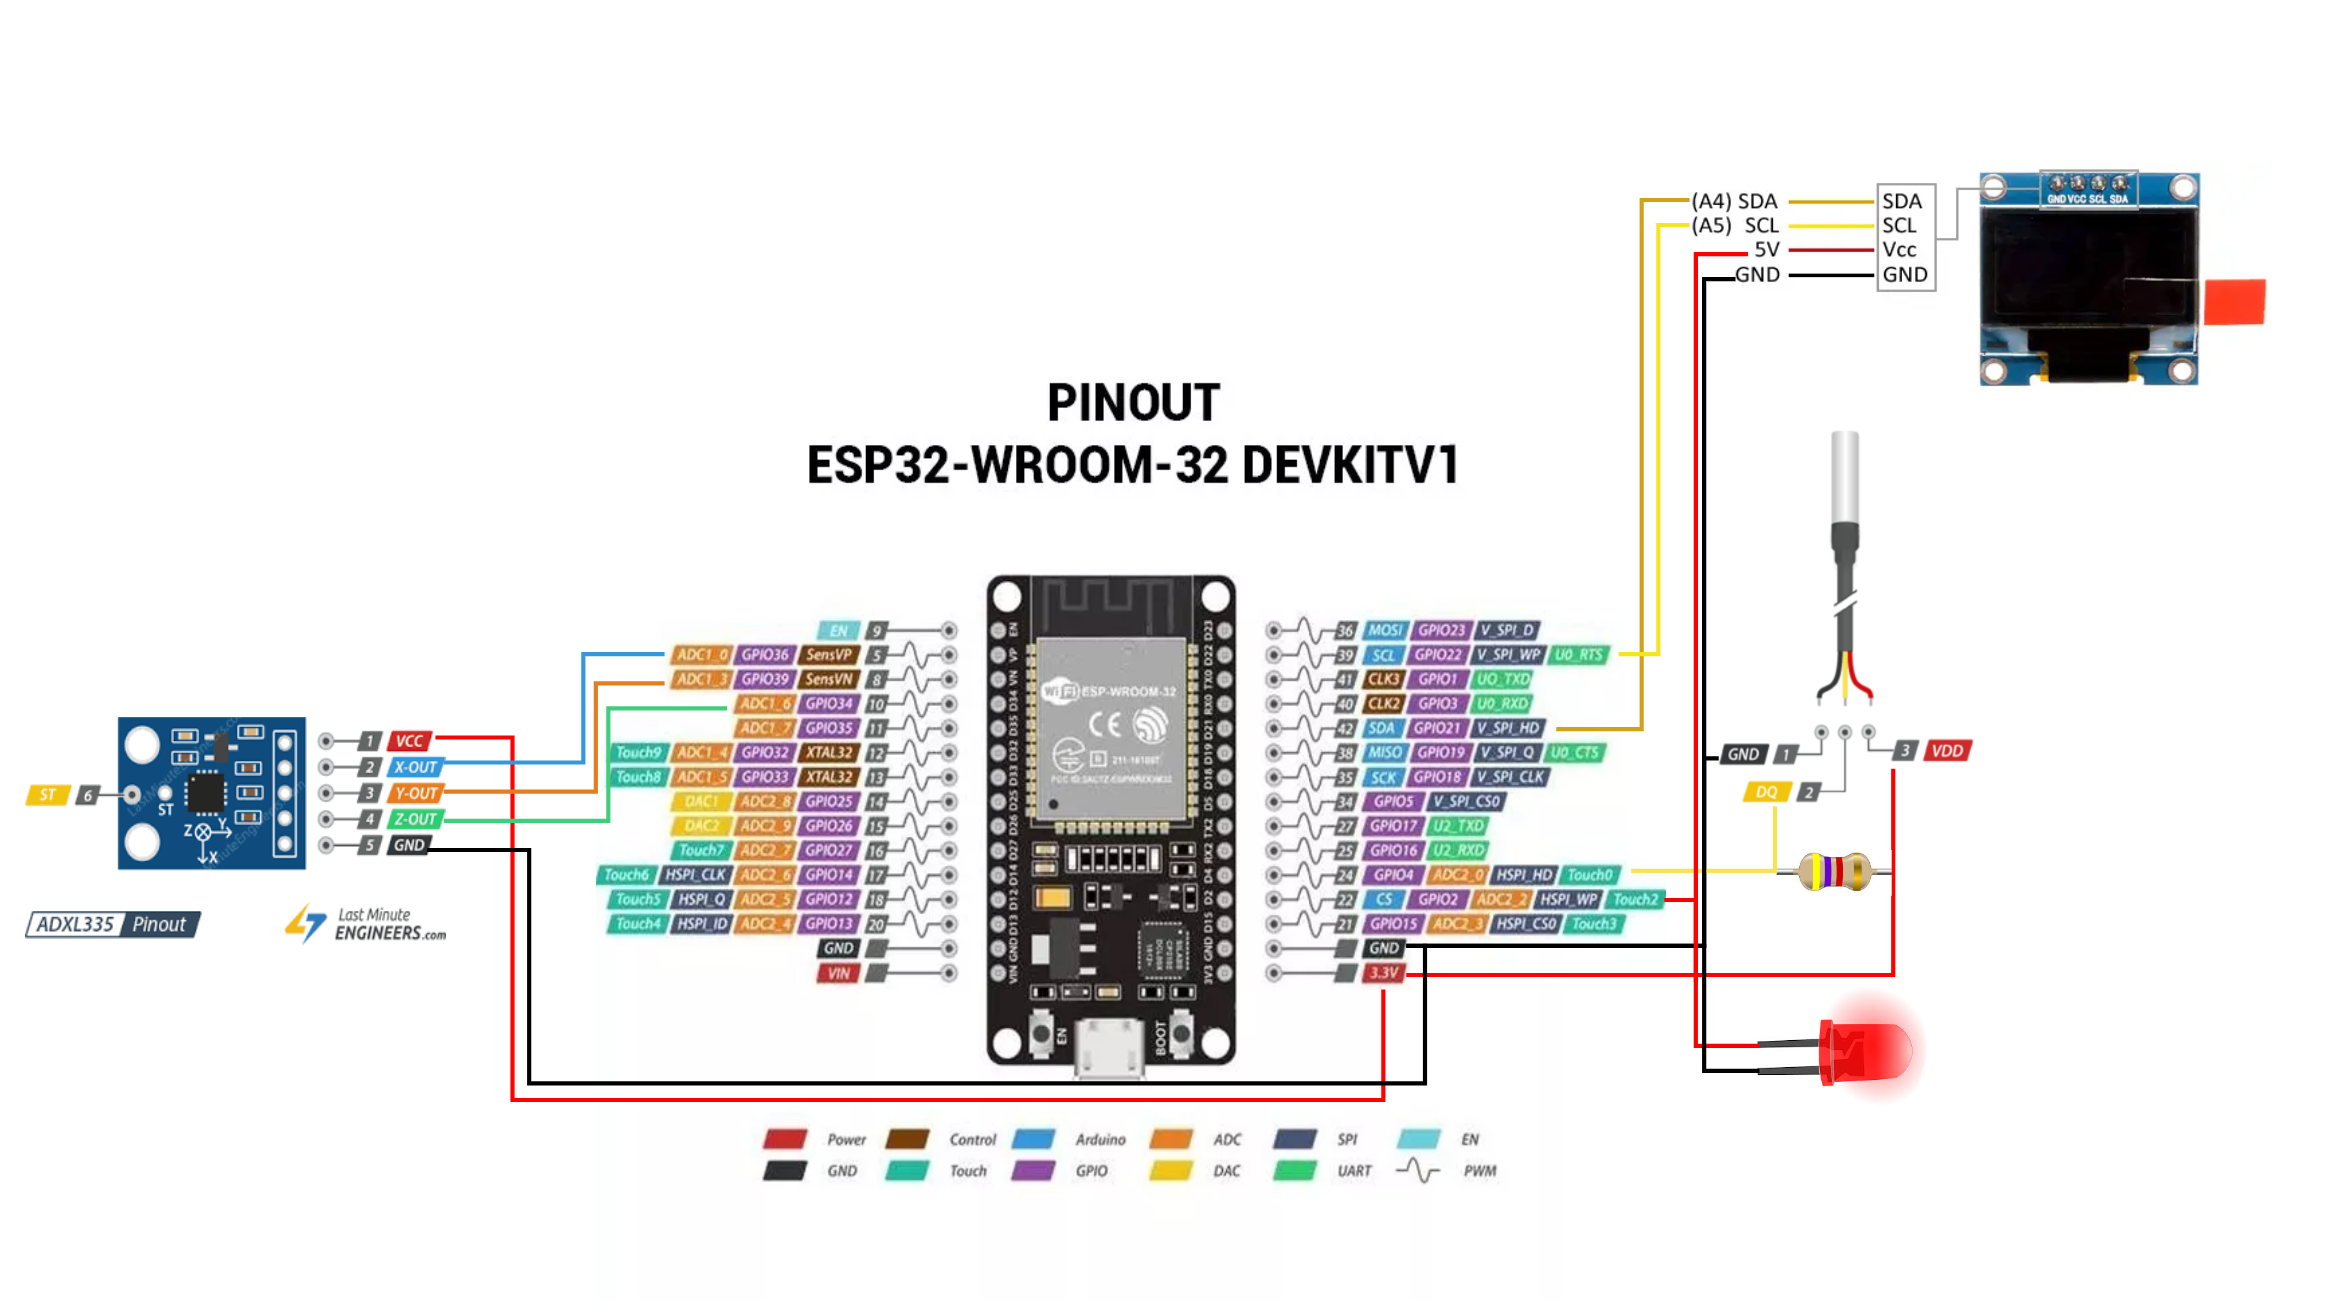 (A4) SDA SDA
(A5) SCL SCL
5V Vcc
GND GND
GND VCC SCL SDA
PINOUT
ESP32-WROOM-32 DEVKITV1
EN 9
ADC1_0 GPIO36 SensVP 5
ADC1_3 GPIO39 SensVN 8
ADC1_6 GPIO34 10
ADC1_7 GPIO35 11
Touch9 ADC1_4 GPIO32 XTAL32 12
Touch8 ADC1_5 GPIO33 XTAL32 13
DAC1 ADC2_8 GPIO25 14
DAC2 ADC2_9 GPIO26 15
Touch7 ADC2_7 GPIO27 16
Touch6 HSPI_CLK ADC2_6 GPIO14 17
Touch5 HSPI_Q ADC2_5 GPIO12 18
Touch4 HSPI_ID ADC2_4 GPIO13 20
GND
VIN
EN VP VN D34 D35 D32 D33 D25 D26 D27 D14 D12 D13 GND VIN
WiFi ESP-WROOM-32
CE
R 211-161007
EN
BOOT
D23 D22 TX0 RX0 D21 D19 D18 D5 TX2 RX2 D4 D2 D15 GND 3V3
36 MOSI GPIO23 V_SPI_D
39 SCL GPIO22 V_SPI_WP U0_RTS
41 CLK3 GPIO1 UO_TXD
40 CLK2 GPIO3 U0_RXD
42 SDA GPIO21 V_SPI_HD
38 MISO GPIO19 V_SPI_Q U0_CTS
35 SCK GPIO18 V_SPI_CLK
34 GPIO5 V_SPI_CS0
27 GPIO17 U2_TXD
25 GPIO16 U2_RXD
24 GPIO4 ADC2_0 HSPI_HD Touch0
22 CS GPIO2 ADC2_2 HSPI_WP Touch2
21 GPIO15 ADC2_3 HSPI_CS0 Touch3
GND
3.3V
ST 6
ST
Z Y
X
1 VCC
2 X-OUT
3 Y-OUT
4 Z-OUT
5 GND
ADXL335 Pinout
Last Minute
ENGINEERS.com
GND 1
3 VDD
DQ 2
Power Control Arduino ADC SPI EN
GND Touch GPIO DAC UART PWM